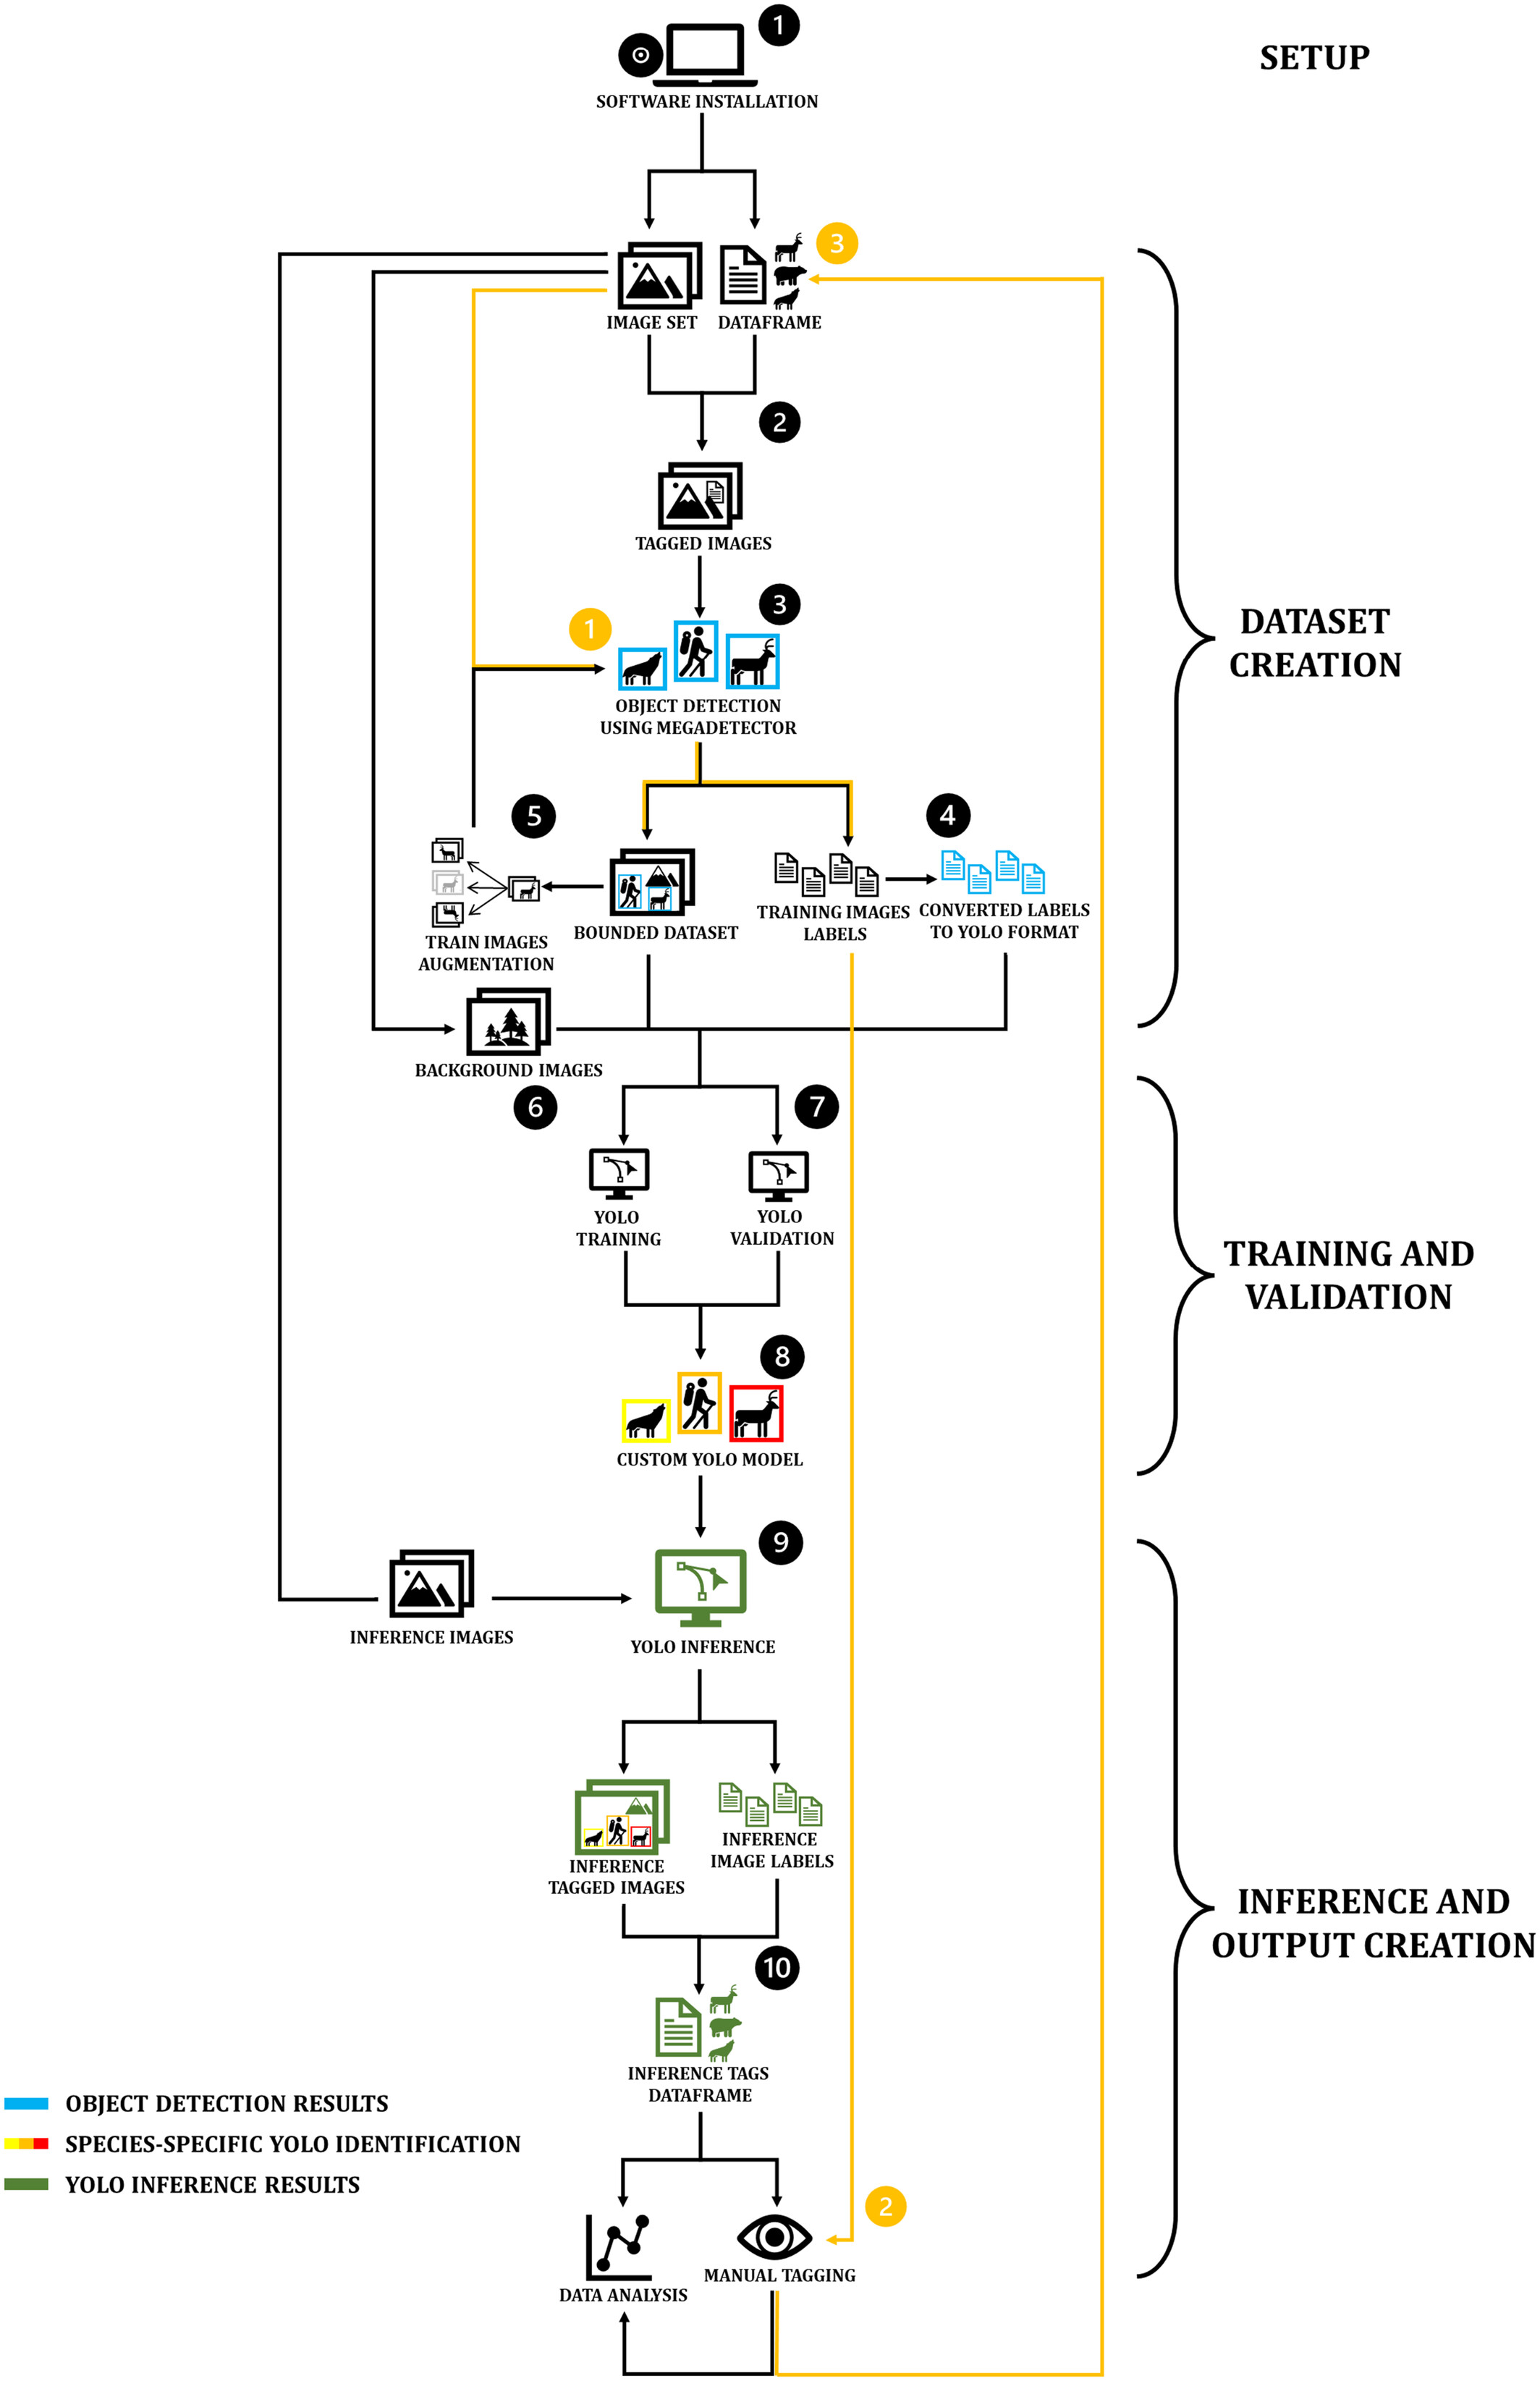 1
SETUP
SOFTWARE INSTALLATION
3
IMAGE SET
DATAFRAME
2
TAGGED IMAGES
3
1
DATASET
CREATION
OBJECT DETECTION
USING MEGADETECTOR
5
4
TRAIN IMAGES
AUGMENTATION
BOUNDED DATASET
TRAINING IMAGES
LABELS
CONVERTED LABELS
TO YOLO FORMAT
BACKGROUND IMAGES
6
7
YOLO
TRAINING
YOLO
VALIDATION
TRAINING AND
VALIDATION
8
CUSTOM YOLO MODEL
9
INFERENCE IMAGES
YOLO INFERENCE
INFERENCE
TAGGED IMAGES
INFERENCE
IMAGE LABELS
INFERENCE AND
OUTPUT CREATION
10
INFERENCE TAGS
DATAFRAME
OBJECT DETECTION RESULTS
SPECIES-SPECIFIC YOLO IDENTIFICATION
YOLO INFERENCE RESULTS
2
DATA ANALYSIS
MANUAL TAGGING